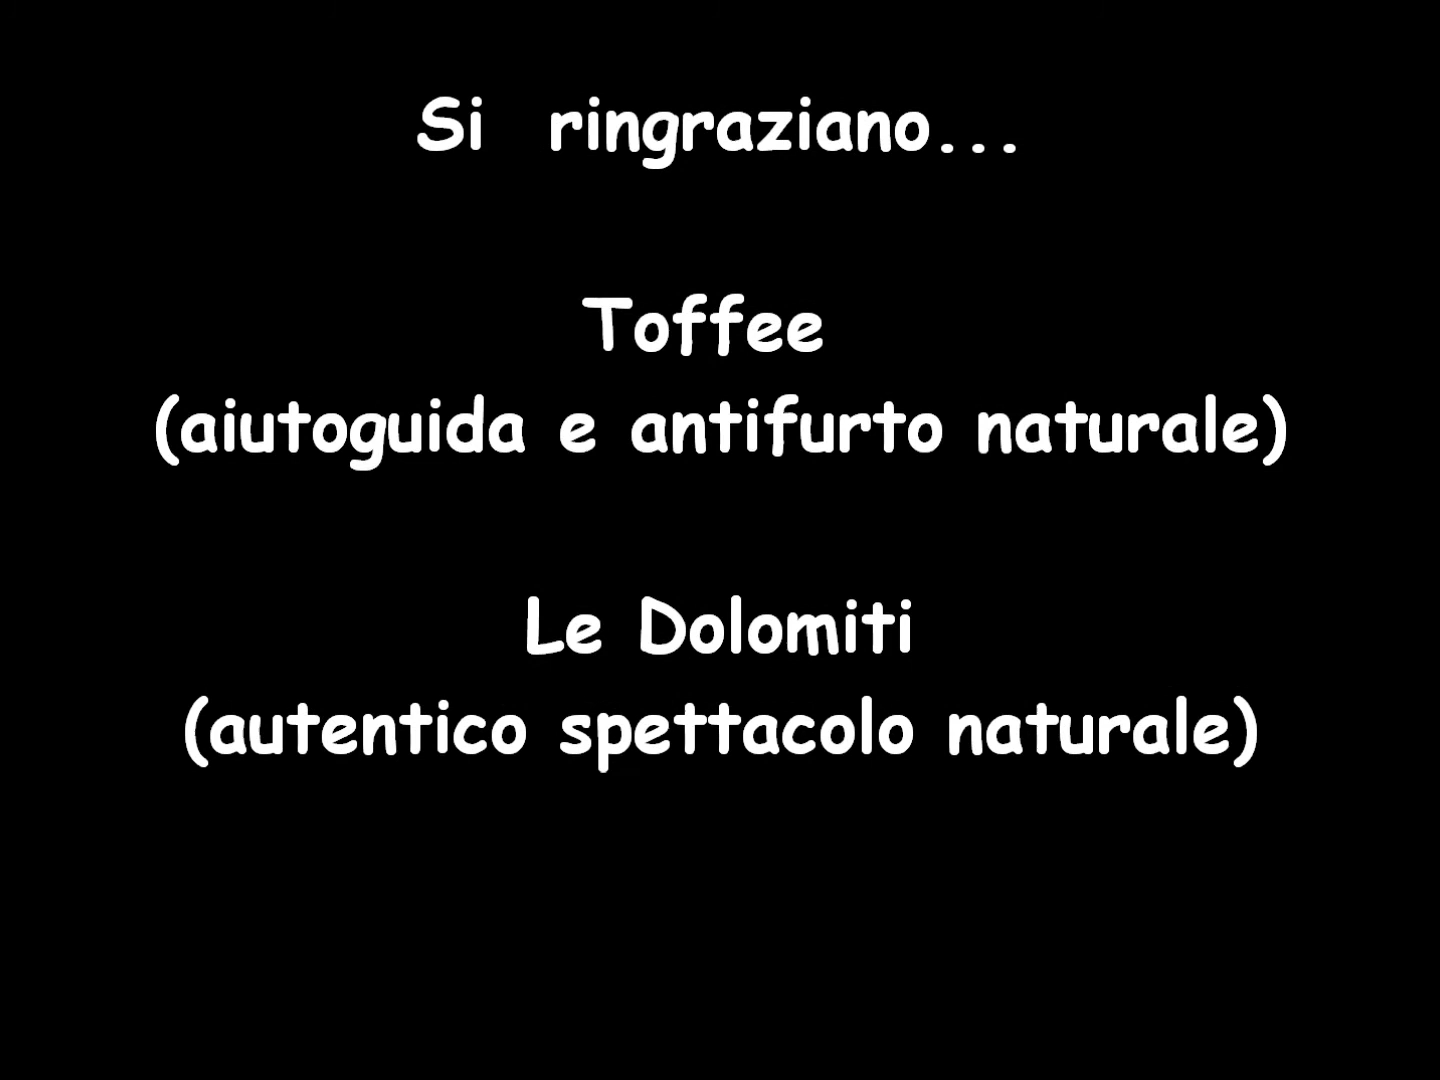 Si ringraziano...
Toffee
(aiutoguida e antifurto naturale)
Le Dolomiti
(autentico spettacolo naturale)